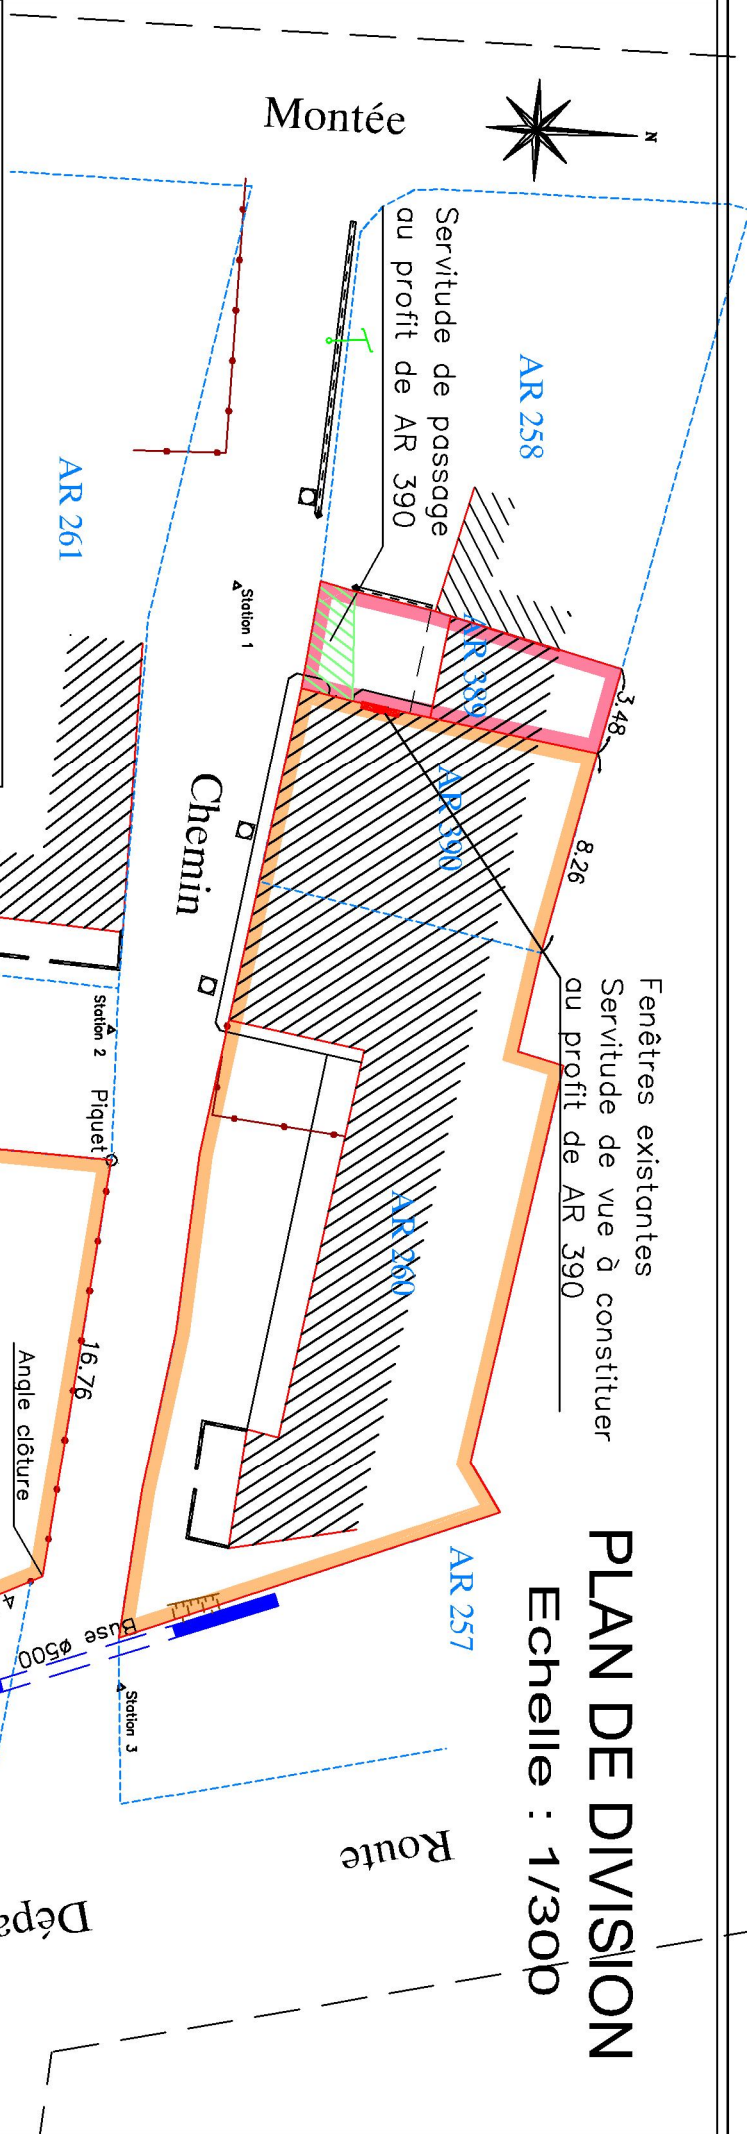 PLAN DE DIVISION
Echelle : 1/300
N
Montée
Servitude de passage
au profit de AR 390
AR 258
AR 261
Station 1
AR 389
3.48
AR 390
8.26
Chemin
Fenêtres existantes
Servitude de vue à constituer
au profit de AR 390
Station 2
Piquet
AR 260
16.76
Angle clôture
4
AR 257
Buse ø500
Station 3
Route
Dépa